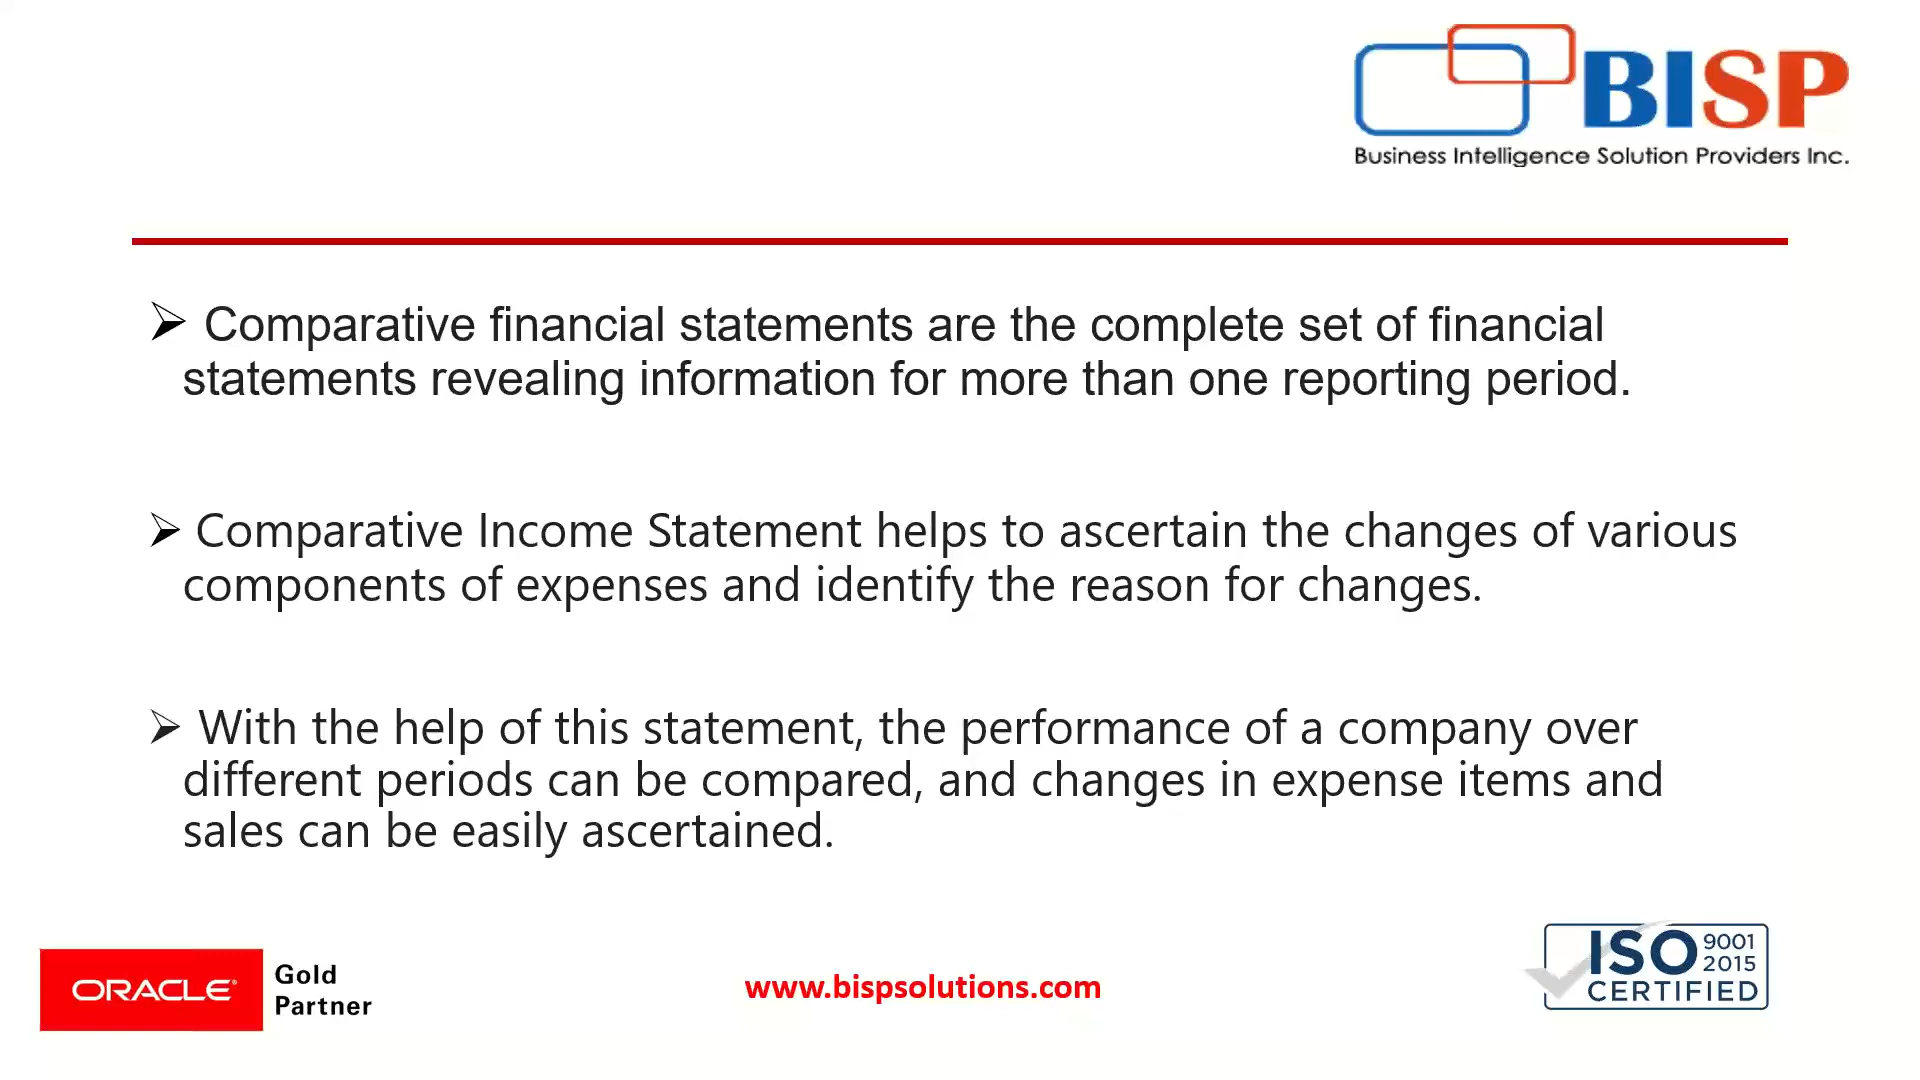 BISP
Business Intelligence Solution Providers Inc.
➢ Comparative financial statements are the complete set of financial
statements revealing information for more than one reporting period.
➢ Comparative Income Statement helps to ascertain the changes of various
components of expenses and identify the reason for changes.
➢ With the help of this statement, the performance of a company over
different periods can be compared, and changes in expense items and
sales can be easily ascertained.
ORACLE®
Gold
Partner
www.bispsolutions.com
ISO 9001
2015
CERTIFIED